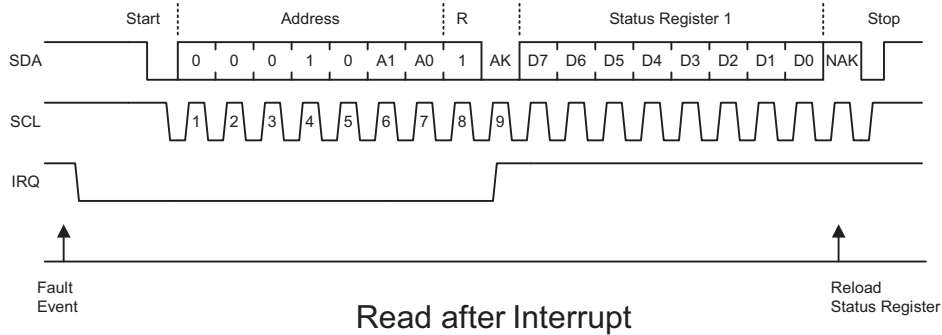 Start Address R Status Register 1 Stop
SDA 0 0 0 1 0 A1 A0 1 AK D7 D6 D5 D4 D3 D2 D1 D0 NAK
SCL 1 2 3 4 5 6 7 8 9
IRQ
Fault
Event
Reload
Status Register
Read after Interrupt